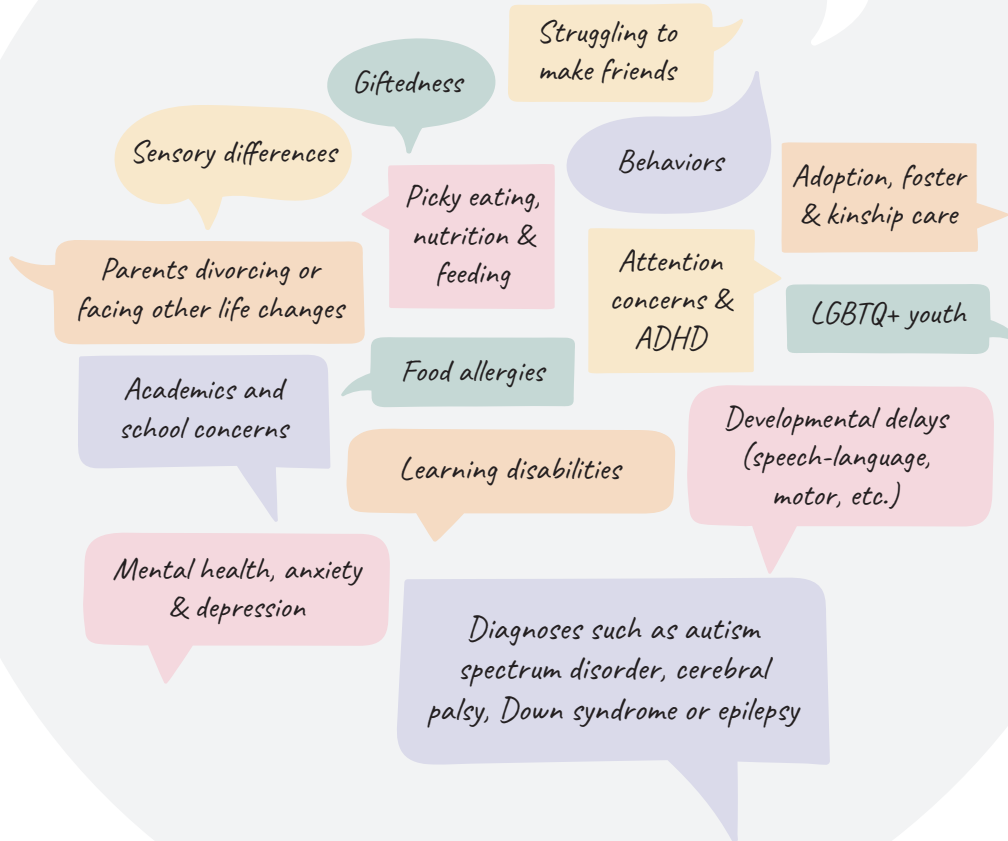 Struggling to
make friends
Giftedness
Sensory differences
Behaviors
Adoption, foster
& kinship care
Picky eating,
nutrition &
feeding
Parents divorcing or
facing other life changes
Attention
concerns &
ADHD
LGBTQ+ youth
Food allergies
Academics and
school concerns
Developmental delays
(speech-language,
motor, etc.)
Learning disabilities
Mental health, anxiety
& depression
Diagnoses such as autism
spectrum disorder, cerebral
palsy, Down syndrome or epilepsy